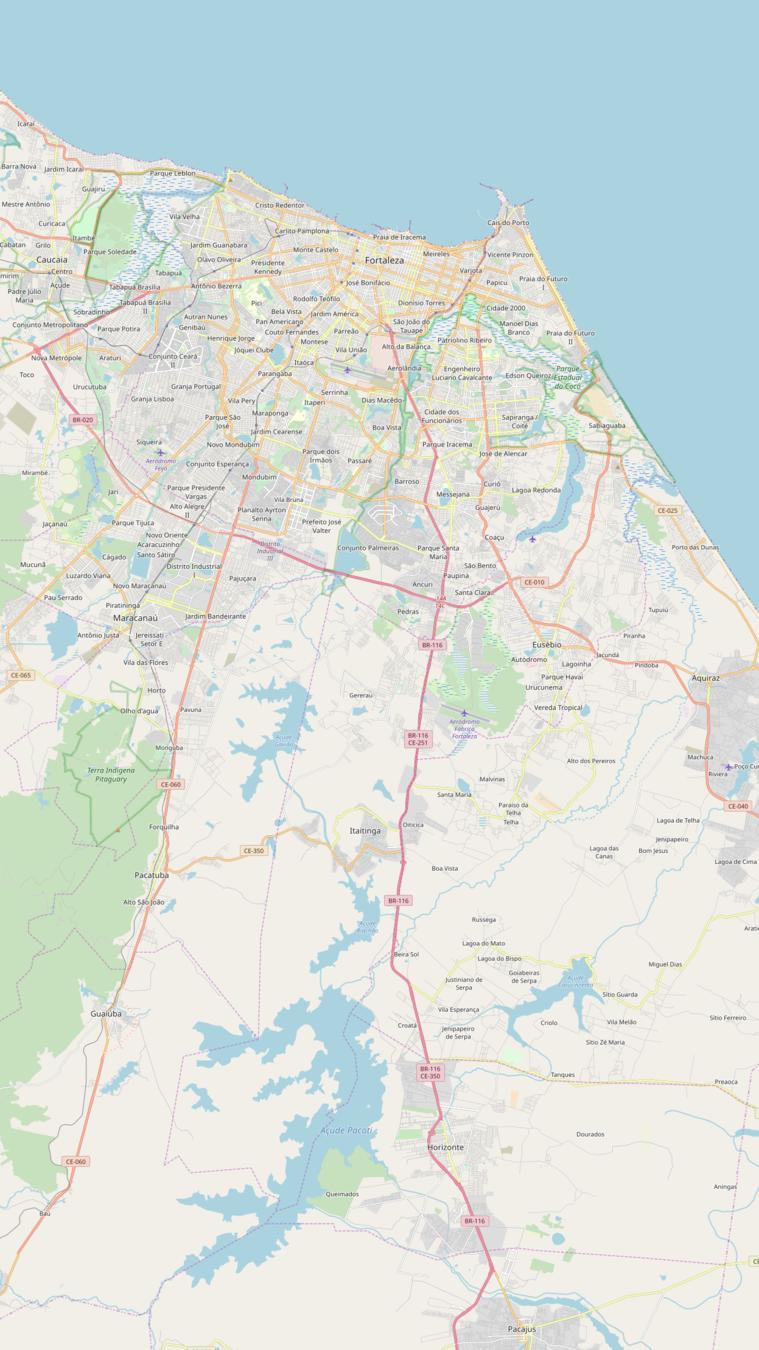 Icaraí
Barra Nova
Jardim Icaraí
Parque Leblon
Guajiru
Mestre Antônio
Cristo Redentor
Vila Velha
Cais do Porto
Curicaca
Carlito Pamplona
Itambé
Praia de Iracema
Cabatan
Grilo
Jardim Guanabara
Monte Castelo
Parque Soledade
Meireles
Vicente Pinzon
Caucaia
Olavo Oliveira
Presidente
Kennedy
Fortaleza
Centro
Tabapuá
Varjota
mirim
Açude
Antônio Bezerra
José Bonifácio
Papicu
Praia do Futuro
I
Padre Júlio
Maria
Tabapuá Brasília
Tabapuá Brasília
II
Pici
Rodolfo Teófilo
Dionísio Torres
Cidade 2000
Sobradinho
Bela Vista
Jardim América
Autran Nunes
Pan Americano
São João do
Tauape
Manoel Dias
Branco
Conjunto Metropolitano
Parque Potira
Genibaú
Couto Fernandes
Parreão
Praia do Futuro
II
Henrique Jorge
Montese
Alto da Balança
Patriolino Ribeiro
Jóquei Clube
Vila União
Nova Metrópole
Araturi
Conjunto Ceará
II
Itaoca
Aerolândia
Engenheiro
Luciano Cavalcante
Parque
Estadual
do Cocó
Toco
Parangaba
Edson Queiroz
Urucutuba
Granja Portugal
Serrinha
Granja Lisboa
Vila Pery
Itaperi
Dias Macêdo
Maraponga
Cidade dos
Funcionários
Sapiranga /
Coité
BR-020
Parque São
José
Boa Vista
Sabiaguaba
Jardim Cearense
Siqueira
Novo Mondubim
Parque Iracema
Aeródromo
Feijó
Parque dois
Irmãos
José de Alencar
Conjunto Esperança
Passaré
Mirambé
Mondubim
Barroso
Curió
Jari
Parque Presidente
Vargas
Lagoa Redonda
Vila Bruna
Messejana
Alto Alegre
II
Planalto Ayrton
Senna
Guajerú
CE-025
Jaçanaú
Parque Tijuca
Prefeito José
Valter
Novo Oriente
Coaçu
Acaracuzinho
Distrito
Industrial
III
Conjunto Palmeiras
Parque Santa
Maria
Porto das Dunas
Cágado
Santo Sátiro
Mucunã
Distrito Industrial
I
São Bento
Luzardo Viana
Pajuçara
Paupina
Novo Maracanaú
Ancuri
CE-010
Pau Serrado
Santa Clara
Piratininga
Pedras
Tupuiú
Maracanaú
Jardim Bandeirante
Antônio Justa
Jereissati
Setor E
Piranha
BR-116
Eusébio
Jacundá
Vila das Flores
Autódromo
Lagoinha
Pindoba
CE-065
Parque Havaí
Aquiraz
Horto
Gererau
Urucunema
Olho d'agua
Pavuna
Vereda Tropical
Aeródromo
Fábrica
Fortaleza
Açude
Gavião
BR-116
CE-251
Monguba
Machuca
Alto dos Pereiros
Poço Cu
Terra Indígena
Pitaguary
Malvinas
Riviera
CE-060
Santa Maria
Paraíso da
Telha
CE-040
Telha
Lagoa de Telha
Forquilha
Itaitinga
Oiticica
Jenipapeiro
CE-350
Lagoa das
Canas
Bom Jesus
Lagoa de Cima
Pacatuba
Boa Vista
Alto São João
BR-116
Russega
Lagoa do Mato
Beira Sol
Lagoa do Bispo
Miguel Dias
Goiabeiras
de Serpa
Justiniano de
Serpa
Sítio Guarda
Guaiúba
Vila Esperança
Sítio Ferreiro
Croatá
Jenipapeiro
de Serpa
Criolo
Vila Melão
Sítio Zé Maria
BR-116
CE-350
Tanques
Preaoca
Açude Pacati
Dourados
Horizonte
CE-060
Queimados
Aningas
Baú
BR-116
Pacajus